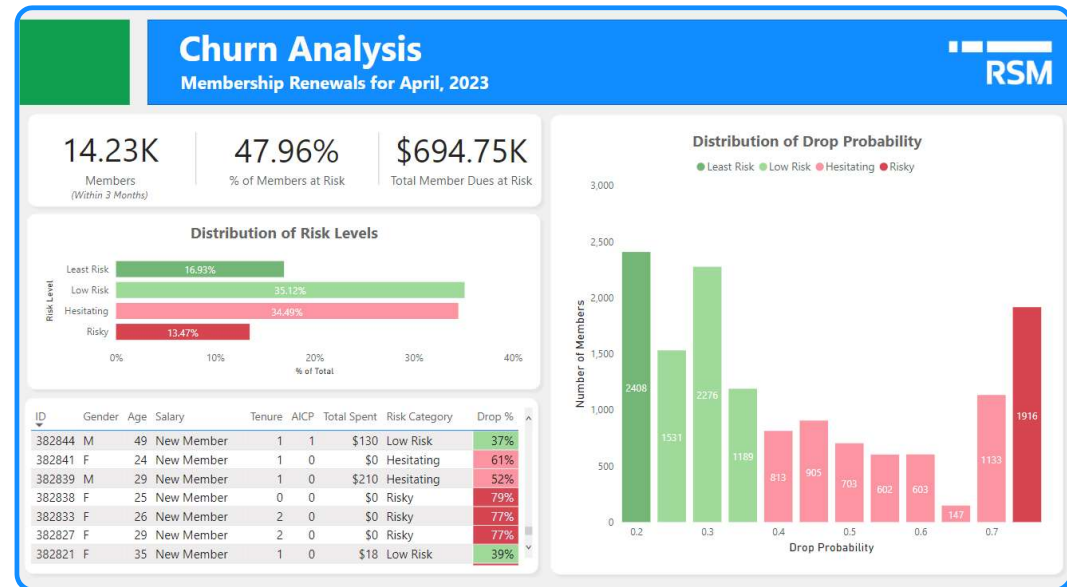 Churn Analysis
Membership Renewals for April, 2023
RSM
14.23K
Members
(Within 3 Months)
47.96%
% of Members at Risk
$694.75K
Total Member Dues at Risk
Distribution of Risk Levels
Risk Level
Least Risk 16.93%
Low Risk 35.12%
Hesitating 34.49%
Risky 13.47%
0% 10% 20% 30% 40%
% of Total
ID Gender Age Salary Tenure AICP Total Spent Risk Category Drop %
382844 M 49 New Member 1 1 $130 Low Risk 37%
382841 F 24 New Member 1 0 $0 Hesitating 61%
382839 M 29 New Member 1 0 $210 Hesitating 52%
382838 F 25 New Member 0 0 $0 Risky 79%
382833 F 26 New Member 2 0 $0 Risky 77%
382827 F 29 New Member 2 0 $0 Risky 77%
382821 F 35 New Member 1 0 $18 Low Risk 39%
Distribution of Drop Probability
Least Risk Low Risk Hesitating Risky
Number of Members
3,000
2,500
2,000
1,500
1,000
500
0
2408 1531 2276 1189 813 905 703 602 603 147 1133 1916
0.2 0.3 0.4 0.5 0.6 0.7
Drop Probability